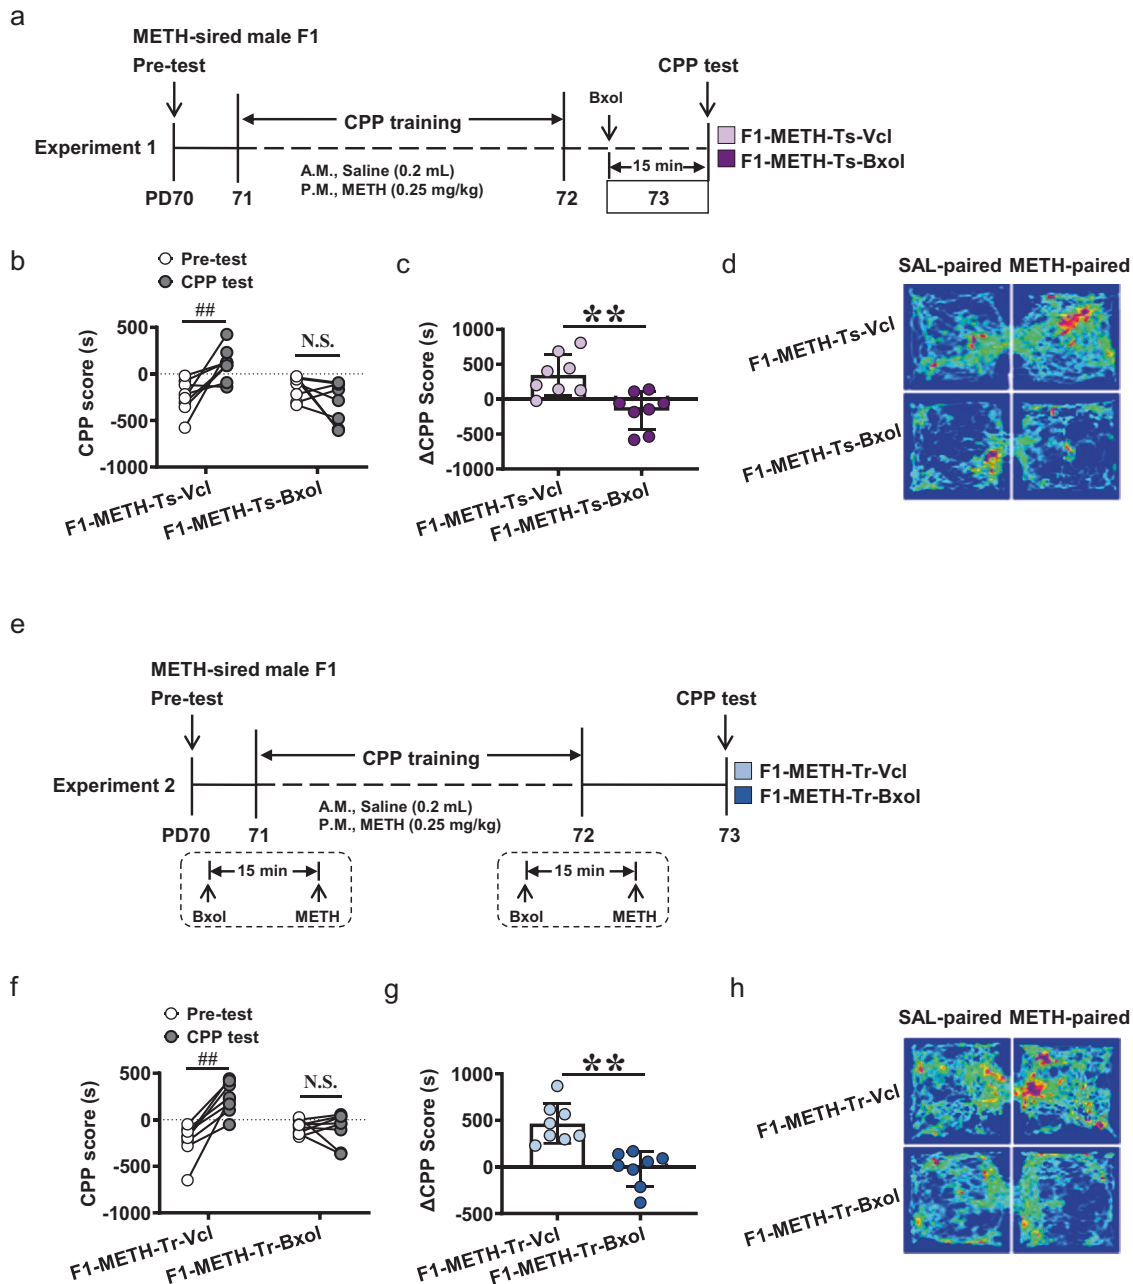 a
METH-sired male F1
Pre-test
CPP test
Bxol
CPP training
Experiment 1
15 min
F1-METH-Ts-Vcl
F1-METH-Ts-Bxol
A.M., Saline (0.2 mL)
P.M., METH (0.25 mg/kg)
PD70
71
72
73
b
Pre-test
CPP test
##
N.S.
500
0
-500
-1000
CPP score (s)
F1-METH-Ts-Vcl
F1-METH-Ts-Bxol
c
**
1000
500
0
-500
-1000
ΔCPP Score (s)
F1-METH-Ts-Vcl
F1-METH-Ts-Bxol
d
SAL-paired METH-paired
F1-METH-Ts-Vcl
F1-METH-Ts-Bxol
e
METH-sired male F1
Pre-test
CPP test
CPP training
Experiment 2
F1-METH-Tr-Vcl
F1-METH-Tr-Bxol
A.M., Saline (0.2 mL)
P.M., METH (0.25 mg/kg)
PD70
71
72
73
15 min
Bxol
METH
15 min
Bxol
METH
f
Pre-test
CPP test
##
N.S.
500
0
-500
-1000
CPP score (s)
F1-METH-Tr-Vcl
F1-METH-Tr-Bxol
g
**
1000
500
0
-500
ΔCPP Score (s)
F1-METH-Tr-Vcl
F1-METH-Tr-Bxol
h
SAL-paired METH-paired
F1-METH-Tr-Vcl
F1-METH-Tr-Bxol